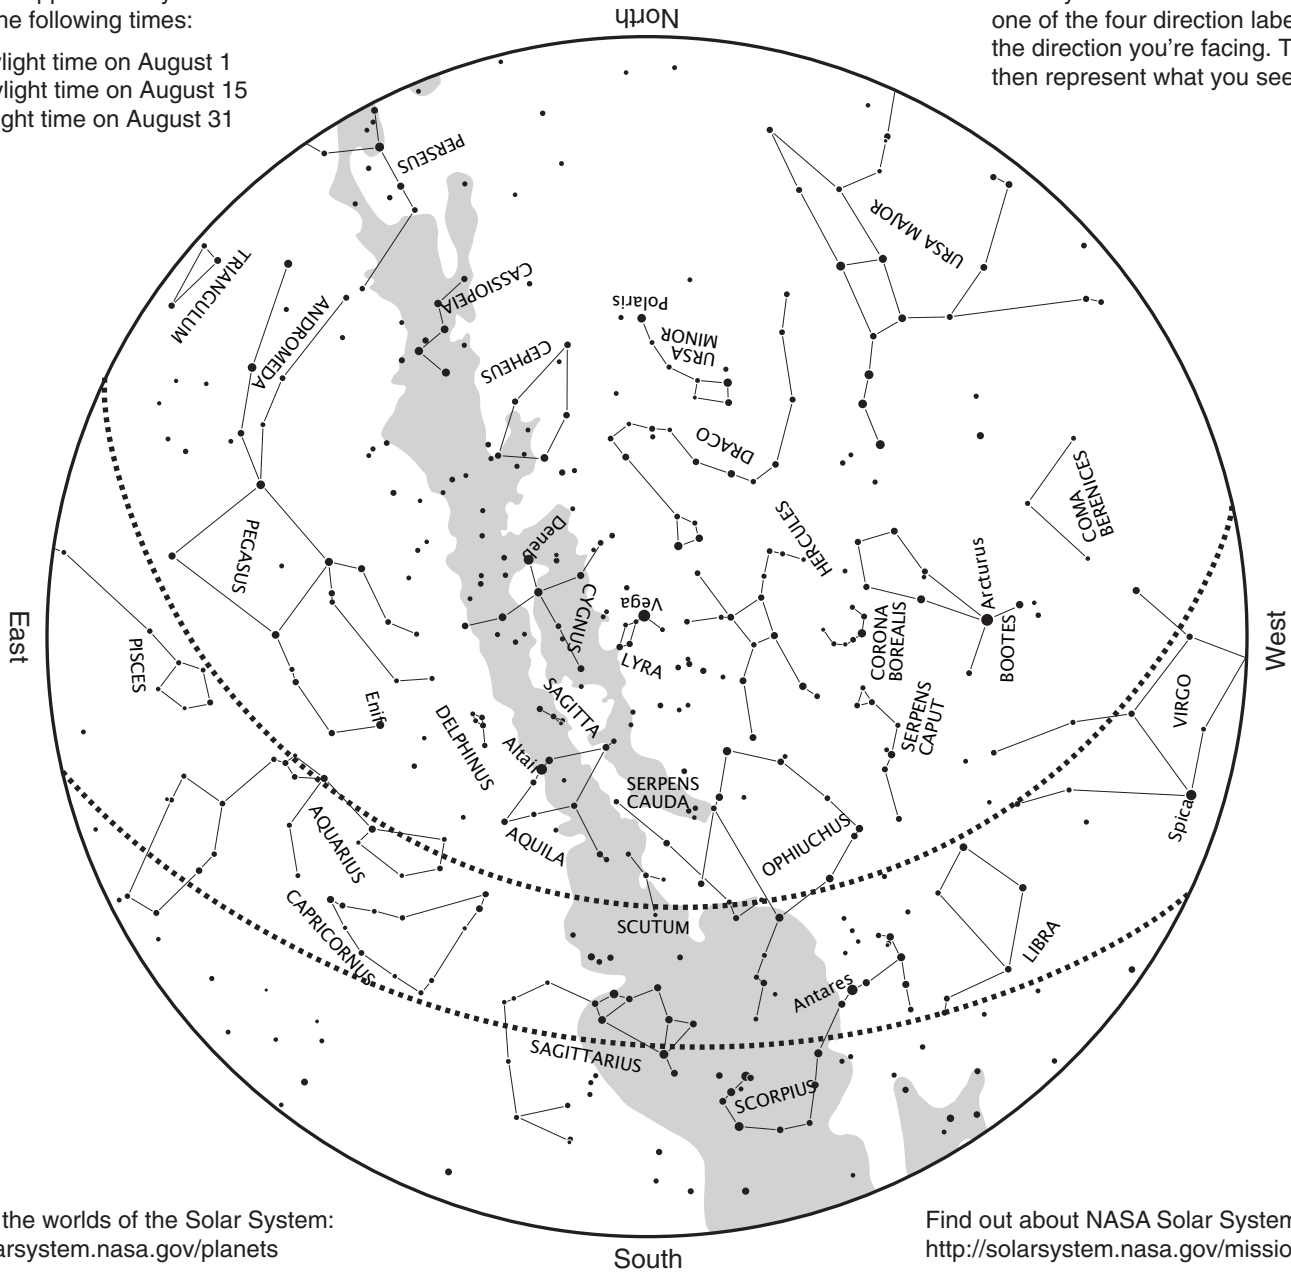 he following times:
light time on August 1
ylight time on August 15
ght time on August 31
one of the four direction labe
the direction you're facing. T
then represent what you see
North
PERSEUS
URSA MAJOR
TRIANGULUM
ANDROMEDA
CASSIOPEIA
Polaris
URSA
MINOR
CEPHEUS
DRACO
COMA
BERENICES
HERCULES
Deneb
PEGASUS
CYGNUS
Vega
LYRA
CORONA
BOREALIS
Arcturus
BOOTES
East
West
PISCES
Enif
DELPHINUS
SAGITTA
Altair
SERPENS
CAPUT
VIRGO
Spica
SERPENS
CAUDA
AQUILA
OPHIUCHUS
AQUARIUS
CAPRICORNUS
SCUTUM
LIBRA
Antares
SAGITTARIUS
SCORPIUS
the worlds of the Solar System:
arsystem.nasa.gov/planets
South
Find out about NASA Solar System
http://solarsystem.nasa.gov/missio